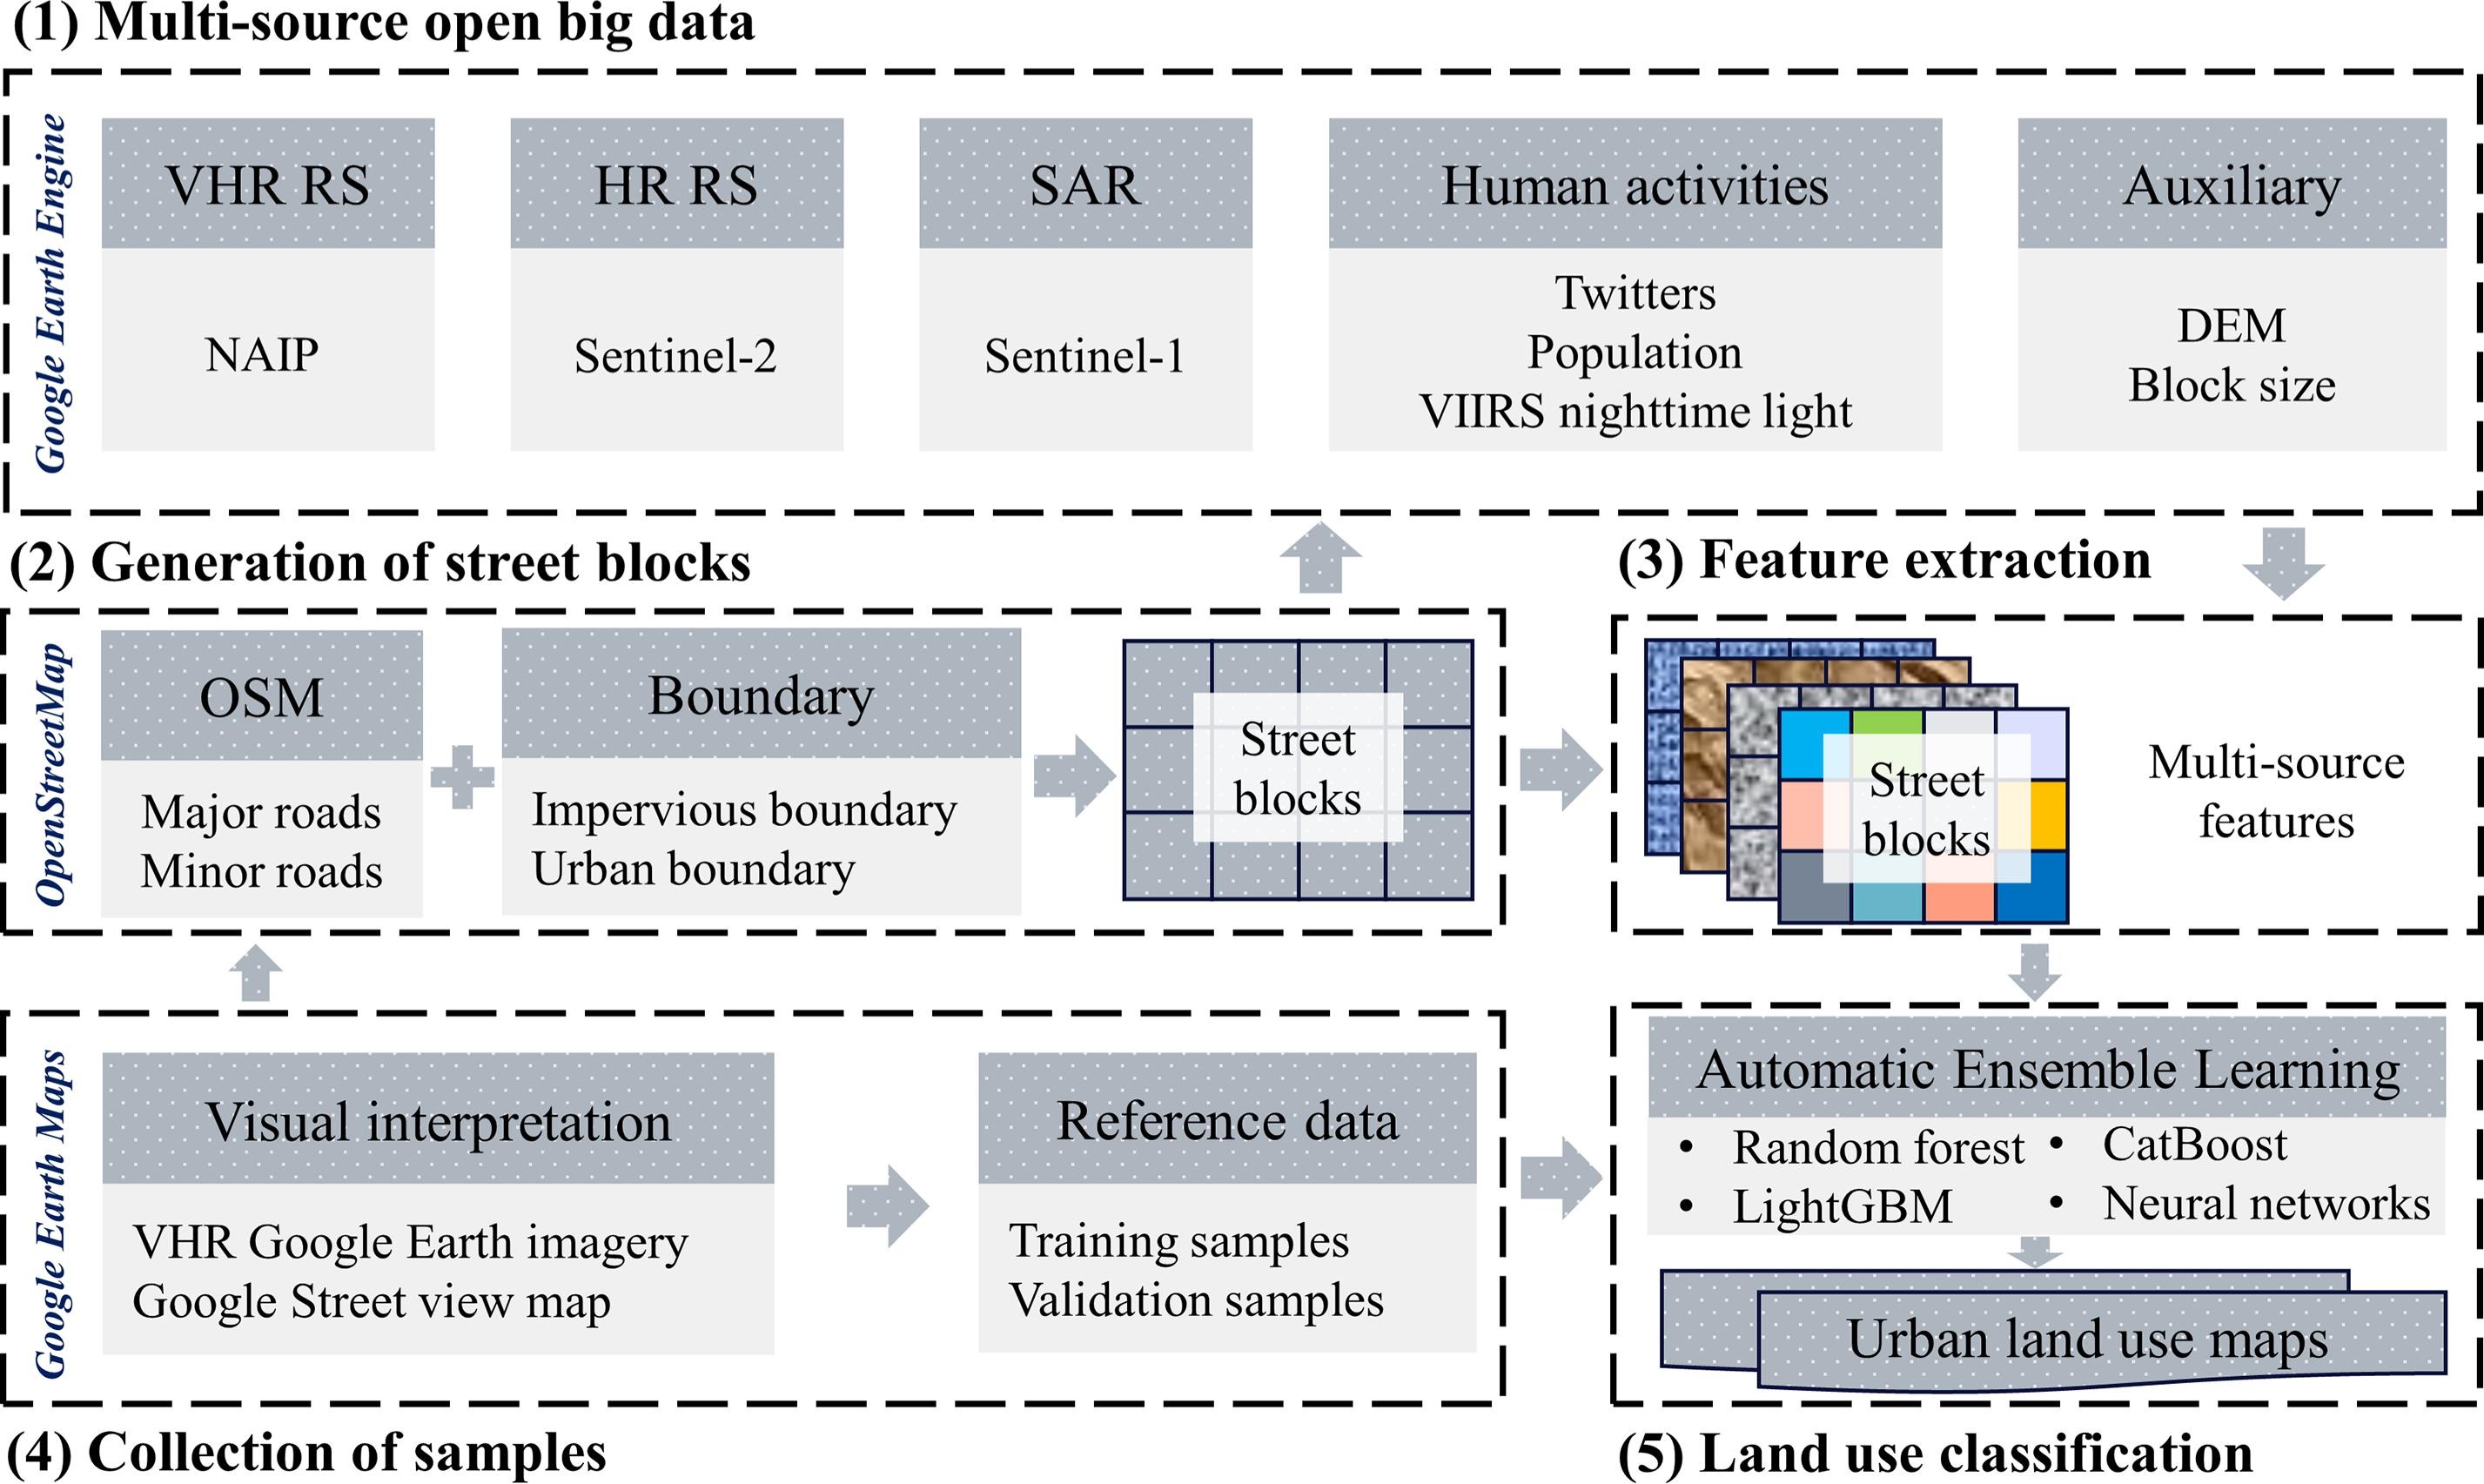 (1) Multi-source open big data
Google Earth Engine
VHR RS
NAIP
HR RS
Sentinel-2
SAR
Sentinel-1
Human activities
Twitters
Population
VIIRS nighttime light
Auxiliary
DEM
Block size
(2) Generation of street blocks
OpenStreetMap
OSM
Major roads
Minor roads
Boundary
Impervious boundary
Urban boundary
Street
blocks
(3) Feature extraction
Street
blocks
Multi-source
features
Google Earth Maps
Visual interpretation
VHR Google Earth imagery
Google Street view map
Reference data
Training samples
Validation samples
(4) Collection of samples
Automatic Ensemble Learning
• Random forest • CatBoost
• LightGBM • Neural networks
Urban land use maps
(5) Land use classification